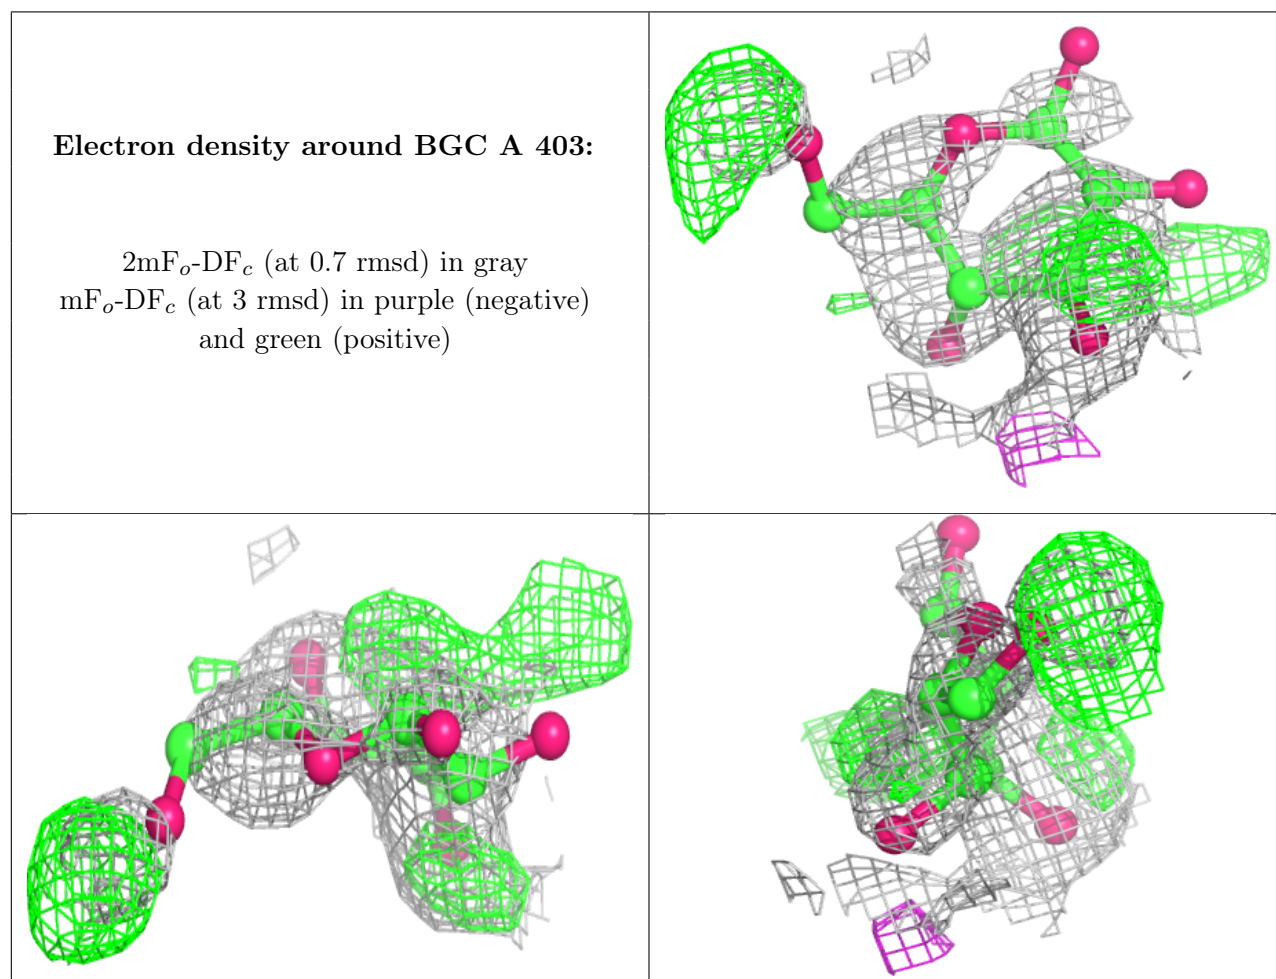 Electron density around BGC A 403:
2mFₒ-DF𝒸 (at 0.7 rmsd) in gray
mFₒ-DF𝒸 (at 3 rmsd) in purple (negative)
and green (positive)